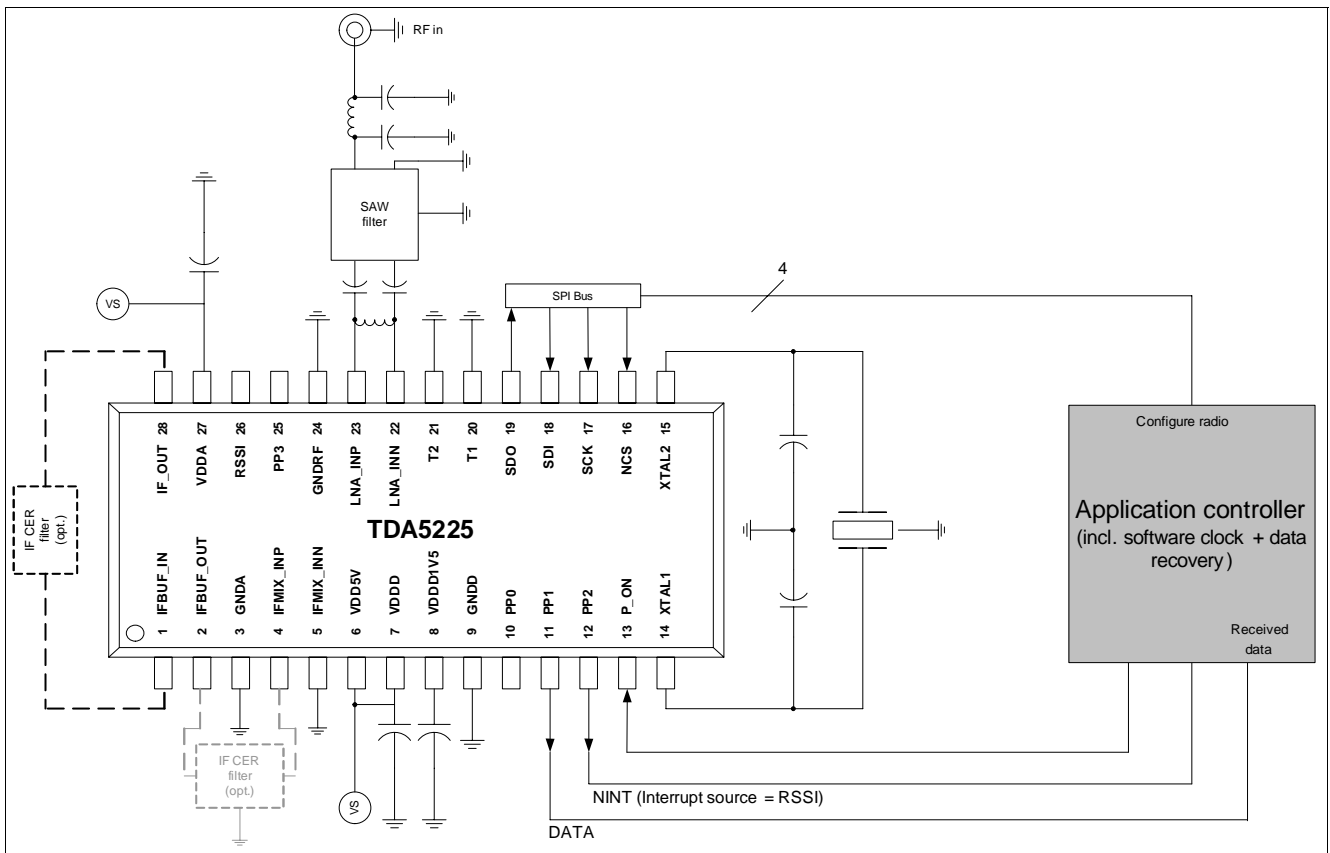 RF in
SAW
filter
4
SPI Bus
VS
28 IF_OUT
27 VDDA
26 RSSI
25 PP3
24 GNDRF
23 LNA_INP
22 LNA_INN
21 T2
20 T1
19 SDO
18 SDI
17 SCK
16 NCS
15 XTAL2
Configure radio
Application controller
(incl. software clock + data
recovery)
Received
data
IF CER
filter
(opt.)
TDA5225
1 IFBUF_IN
2 IFBUF_OUT
3 GNDA
4 IFMIX_INP
5 IFMIX_INN
6 VDD5V
7 VDDD
8 VDDD1V5
9 GNDD
10 PP0
11 PP1
12 PP2
13 P_ON
14 XTAL1
IF CER
filter
(opt.)
VS
NINT (Interrupt source = RSSI)
DATA